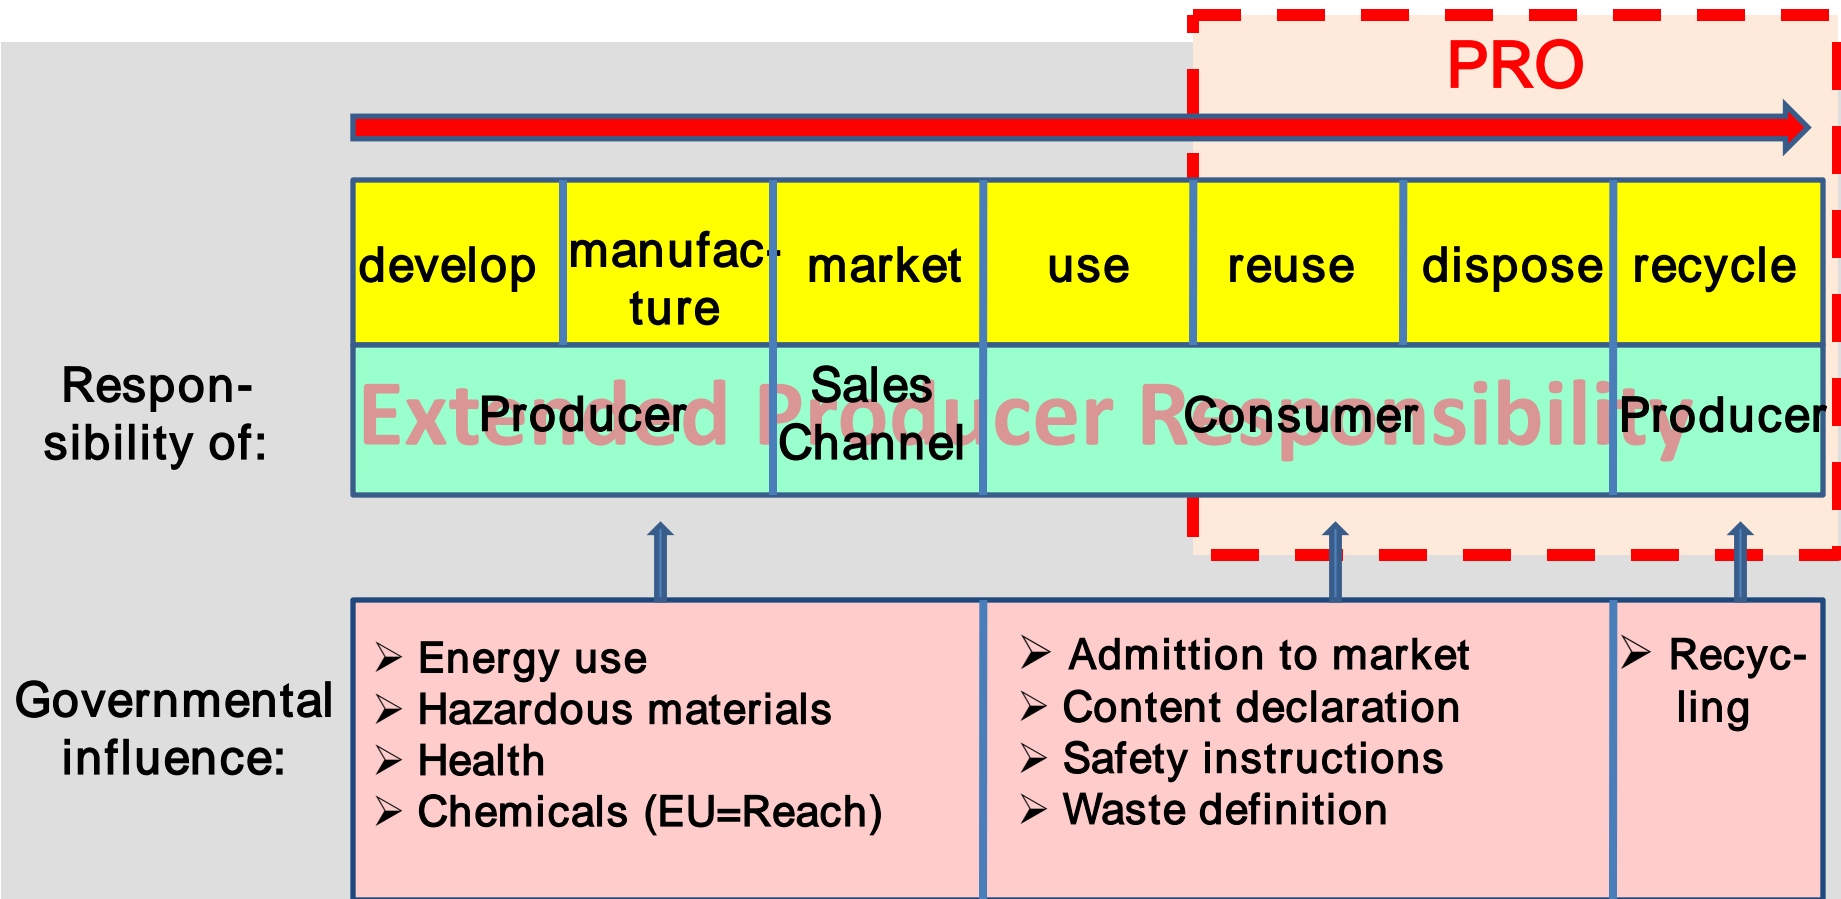 PRO
develop
manufac-
ture
market
use
reuse
dispose
recycle
Respon-
sibility of:
Extended Producer Responsibility
Producer
Sales
Channel
Consumer
Producer
Governmental
influence:
➢ Energy use
➢ Hazardous materials
➢ Health
➢ Chemicals (EU=Reach)
➢ Admittion to market
➢ Content declaration
➢ Safety instructions
➢ Waste definition
➢ Recyc-
ling